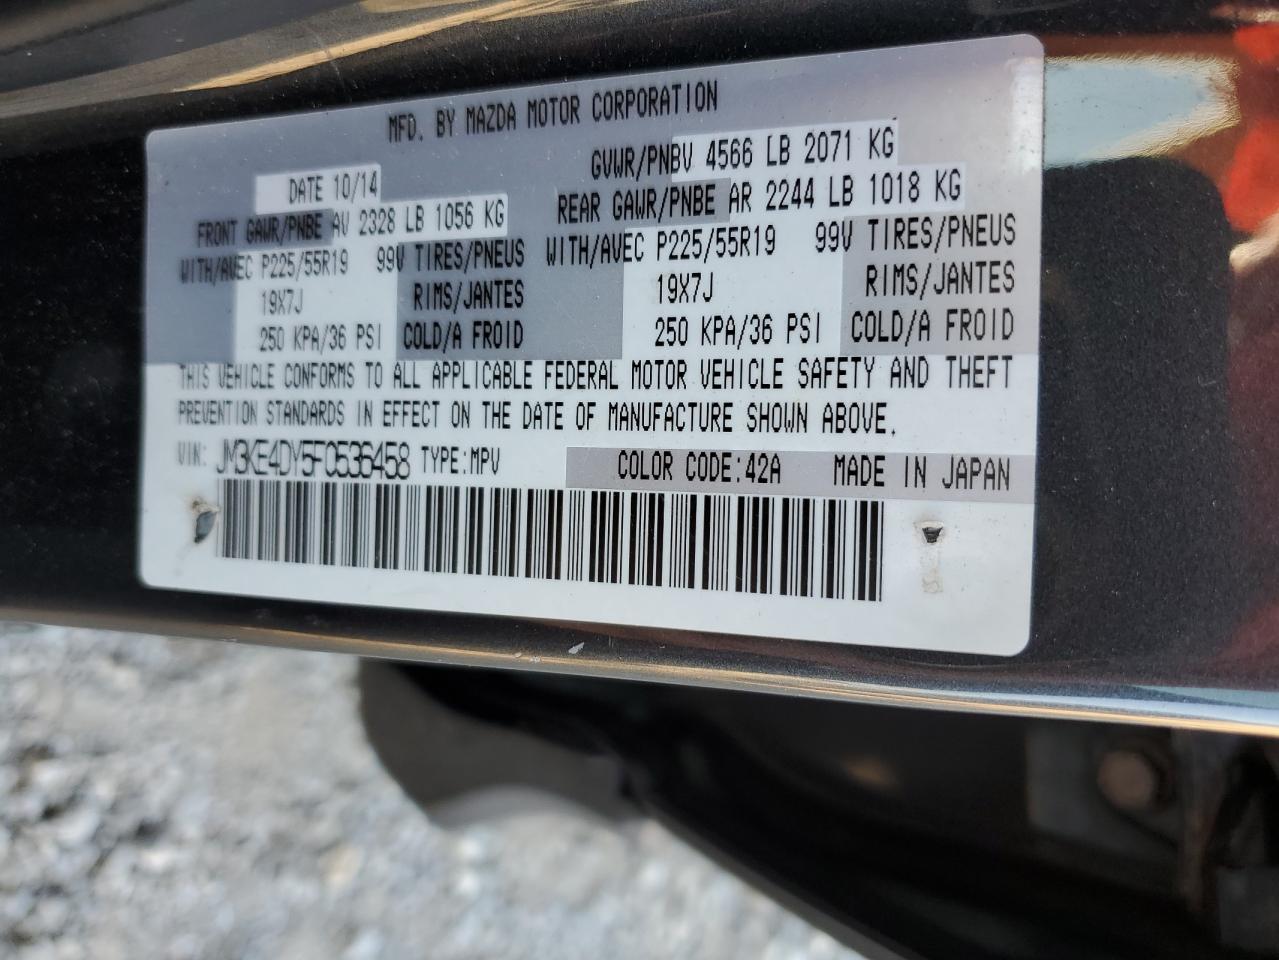 MFD. BY MAZDA MOTOR CORPORATION
DATE 10/14 GVWR/PNBV 4566 LB 2071 KG
FRONT GAWR/PNBE AV 2328 LB 1056 KG REAR GAWR/PNBE AR 2244 LB 1018 KG
WITH/AVEC P225/55R19 99V TIRES/PNEUS WITH/AVEC P225/55R19 99V TIRES/PNEUS
19X7J RIMS/JANTES 19X7J RIMS/JANTES
250 KPA/36 PSI COLD/A FROID 250 KPA/36 PSI COLD/A FROID
THIS VEHICLE CONFORMS TO ALL APPLICABLE FEDERAL MOTOR VEHICLE SAFETY AND THEFT
PREVENTION STANDARDS IN EFFECT ON THE DATE OF MANUFACTURE SHOWN ABOVE.
VIN: JM3KE4DY5F0536458 TYPE:MPV COLOR CODE:42A MADE IN JAPAN